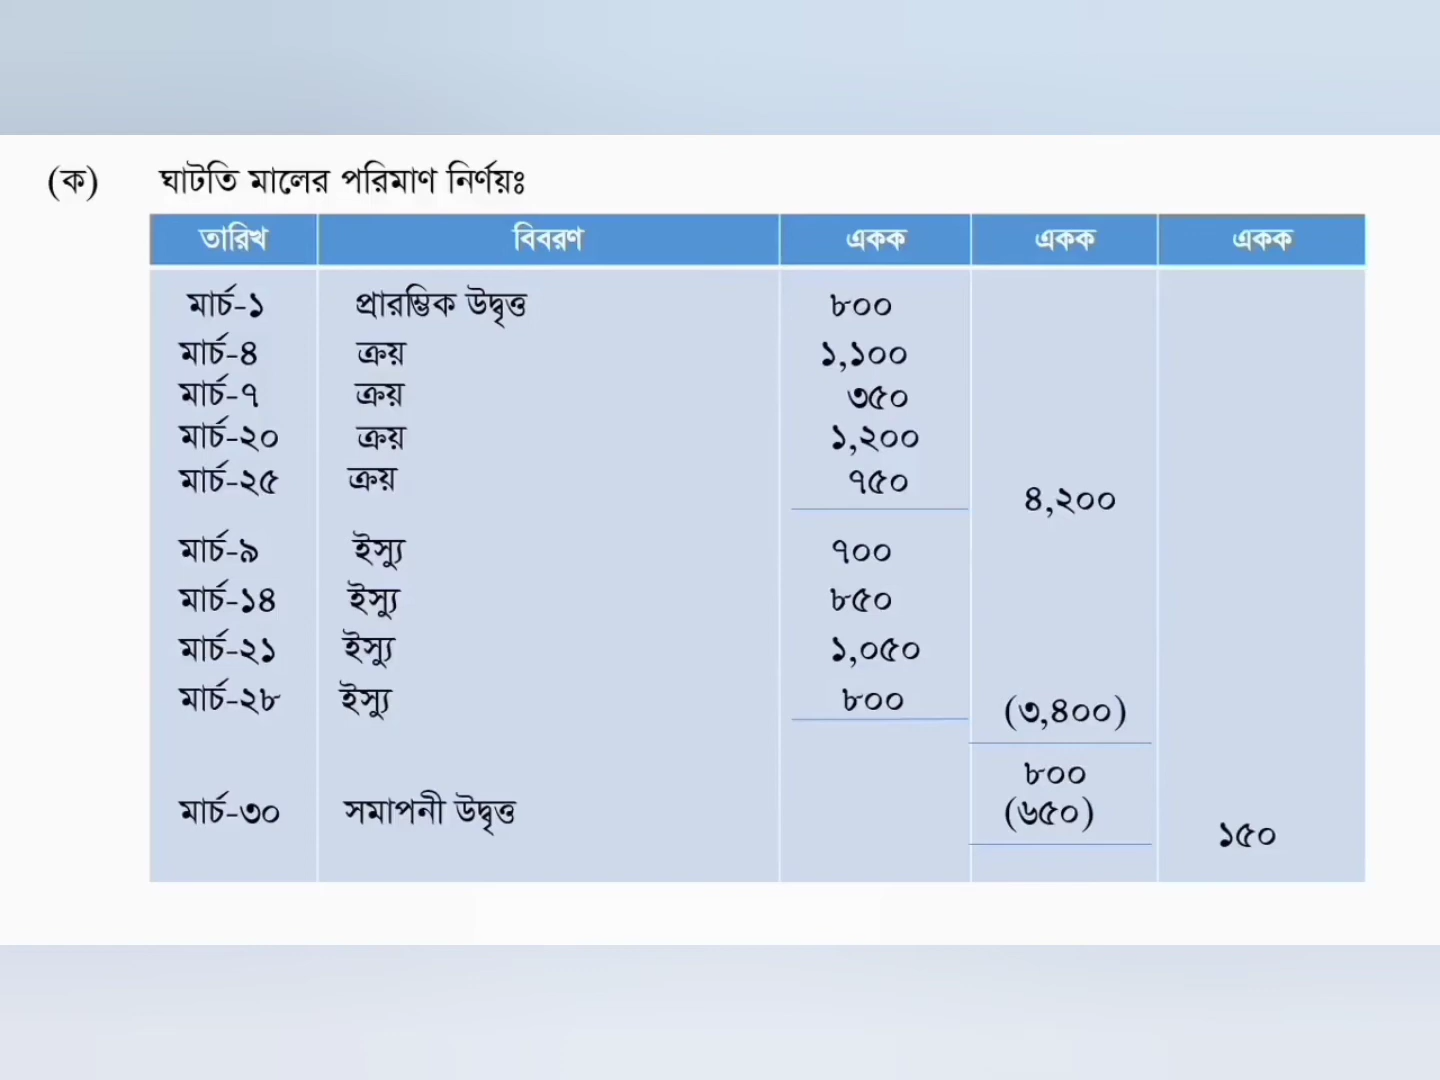 (ক) ঘাটতি মালের পরিমাণ নির্ণয়ঃ
তারিখ বিবরণ একক একক একক
মার্চ-১ প্রারম্ভিক উদ্বৃত্ত ৮০০
মার্চ-৪ ক্রয় ১,১০০
মার্চ-৭ ক্রয় ৩৫০
মার্চ-২০ ক্রয় ১,২০০
মার্চ-২৫ ক্রয় ৭৫০ ৪,২০০
মার্চ-৯ ইস্যু ৭০০
মার্চ-১৪ ইস্যু ৮৫০
মার্চ-২১ ইস্যু ১,০৫০
মার্চ-২৮ ইস্যু ৮০০ (৩,৪০০)
৮০০
মার্চ-৩০ সমাপনী উদ্বৃত্ত (৬৫০) ১৫০